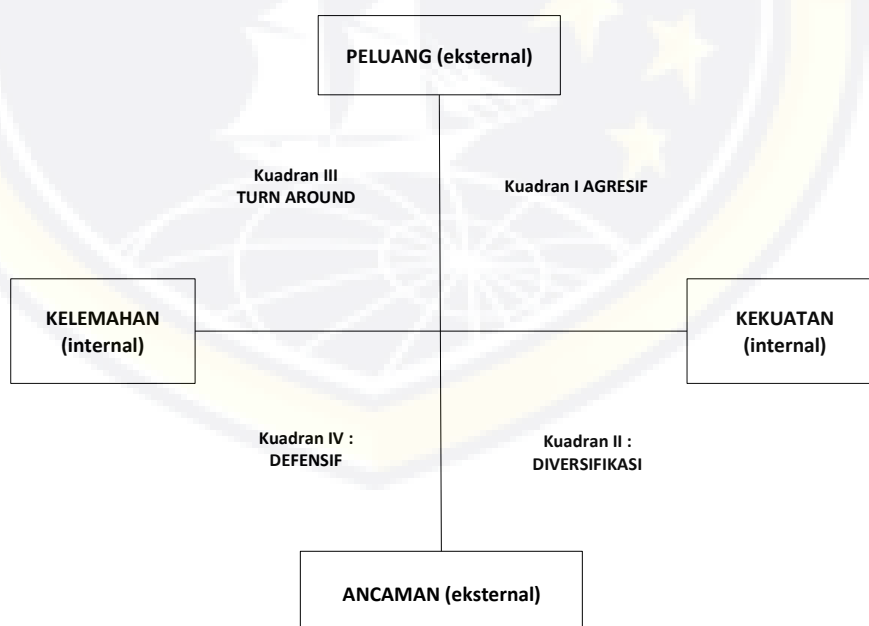 PELUANG (eksternal)
Kuadran III
TURN AROUND
Kuadran I AGRESIF
KELEMAHAN
(internal)
KEKUATAN
(internal)
Kuadran IV :
DEFENSIF
Kuadran II :
DIVERSIFIKASI
ANCAMAN (eksternal)